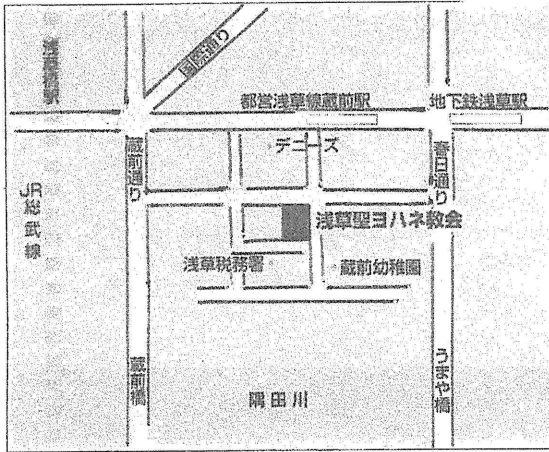 浅草橋駅
国際通り
都営浅草線蔵前駅
地下鉄浅草駅
デニーズ
蔵前通り
春日通り
JR総武線
浅草聖ヨハネ教会
浅草税務署
蔵前幼稚園
蔵前橋
うまや橋
隅田川